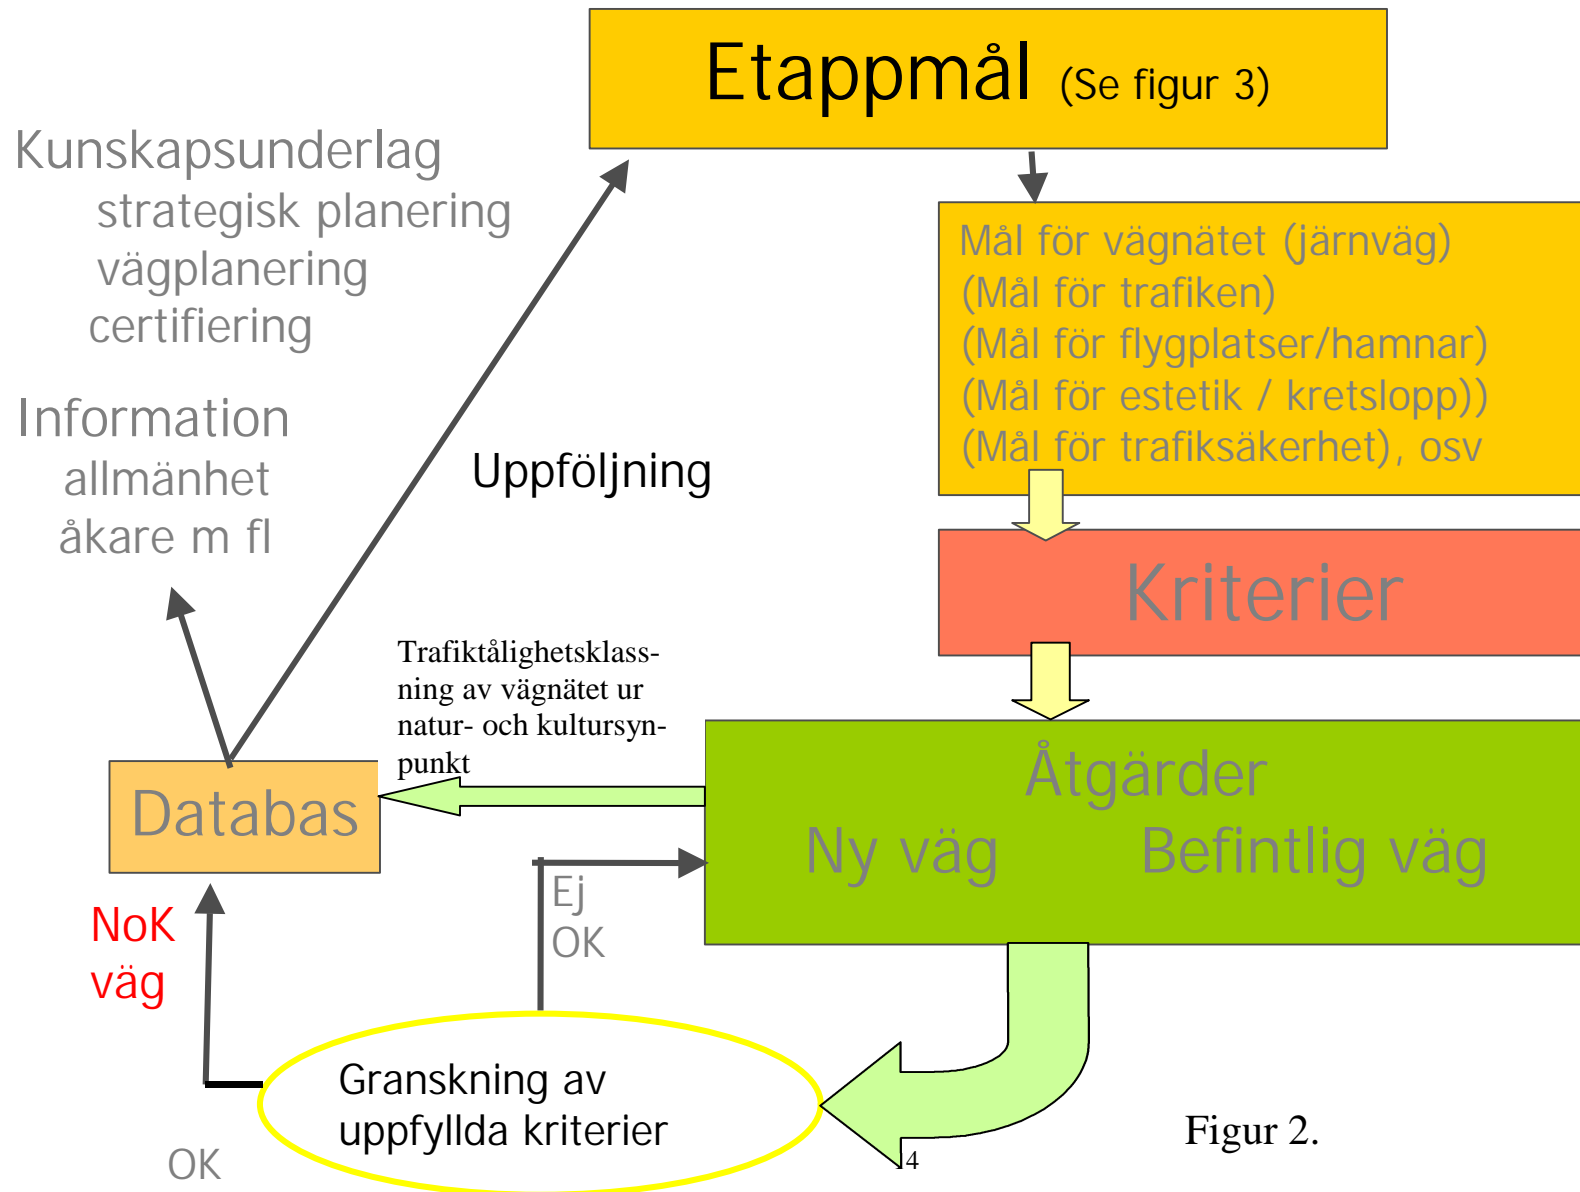 Etappmål (Se figur 3)
Kunskapsunderlag
strategisk planering
vägplanering
certifiering
Information
allmänhet
åkare m fl
Uppföljning
Mål för vägnätet (järnväg)
(Mål för trafiken)
(Mål för flygplatser/hamnar)
(Mål för estetik / kretslopp))
(Mål för trafiksäkerhet), osv
Kriterier
Trafiktålighetsklass-
ning av vägnätet ur
natur- och kultursyn-
punkt
Åtgärder
Ny väg Befintlig väg
Databas
Ej
OK
NoK
väg
Granskning av
uppfyllda kriterier
OK
Figur 2.